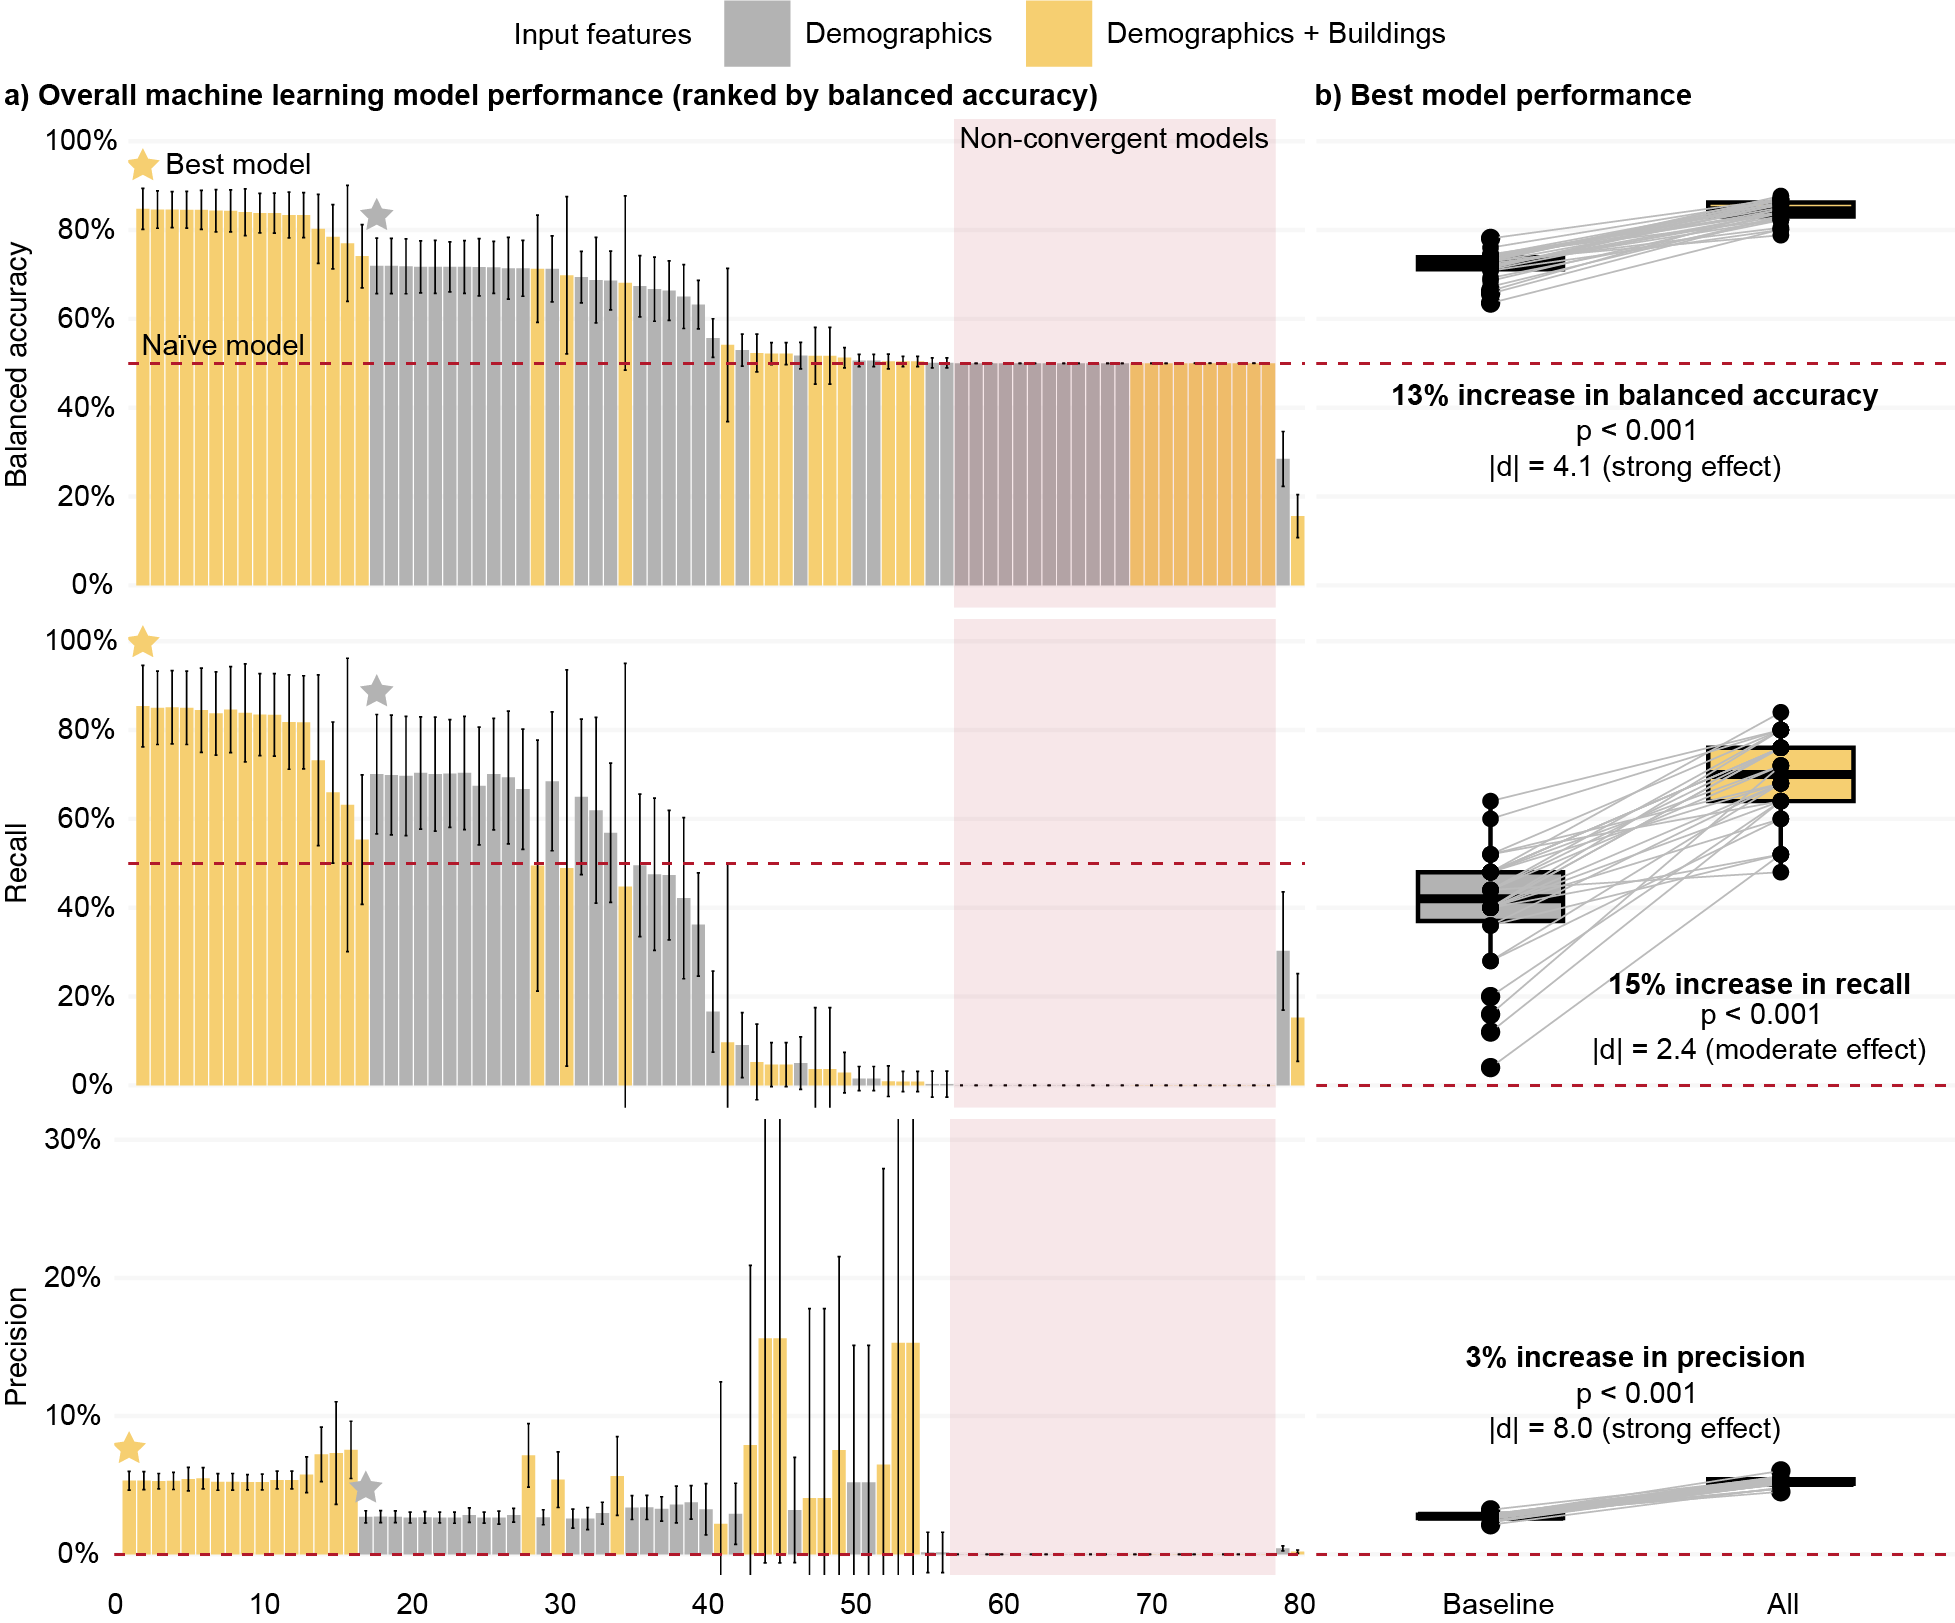 Input features
Demographics
Demographics + Buildings
a) Overall machine learning model performance (ranked by balanced accuracy)
b) Best model performance
Balanced accuracy
100%
80%
60%
40%
20%
0%
Best model
Naïve model
Non-convergent models
13% increase in balanced accuracy
p < 0.001
|d| = 4.1 (strong effect)
Recall
100%
80%
60%
40%
20%
0%
15% increase in recall
p < 0.001
|d| = 2.4 (moderate effect)
Precision
30%
20%
10%
0%
3% increase in precision
p < 0.001
|d| = 8.0 (strong effect)
0 10 20 30 40 50 60 70 80
Baseline All